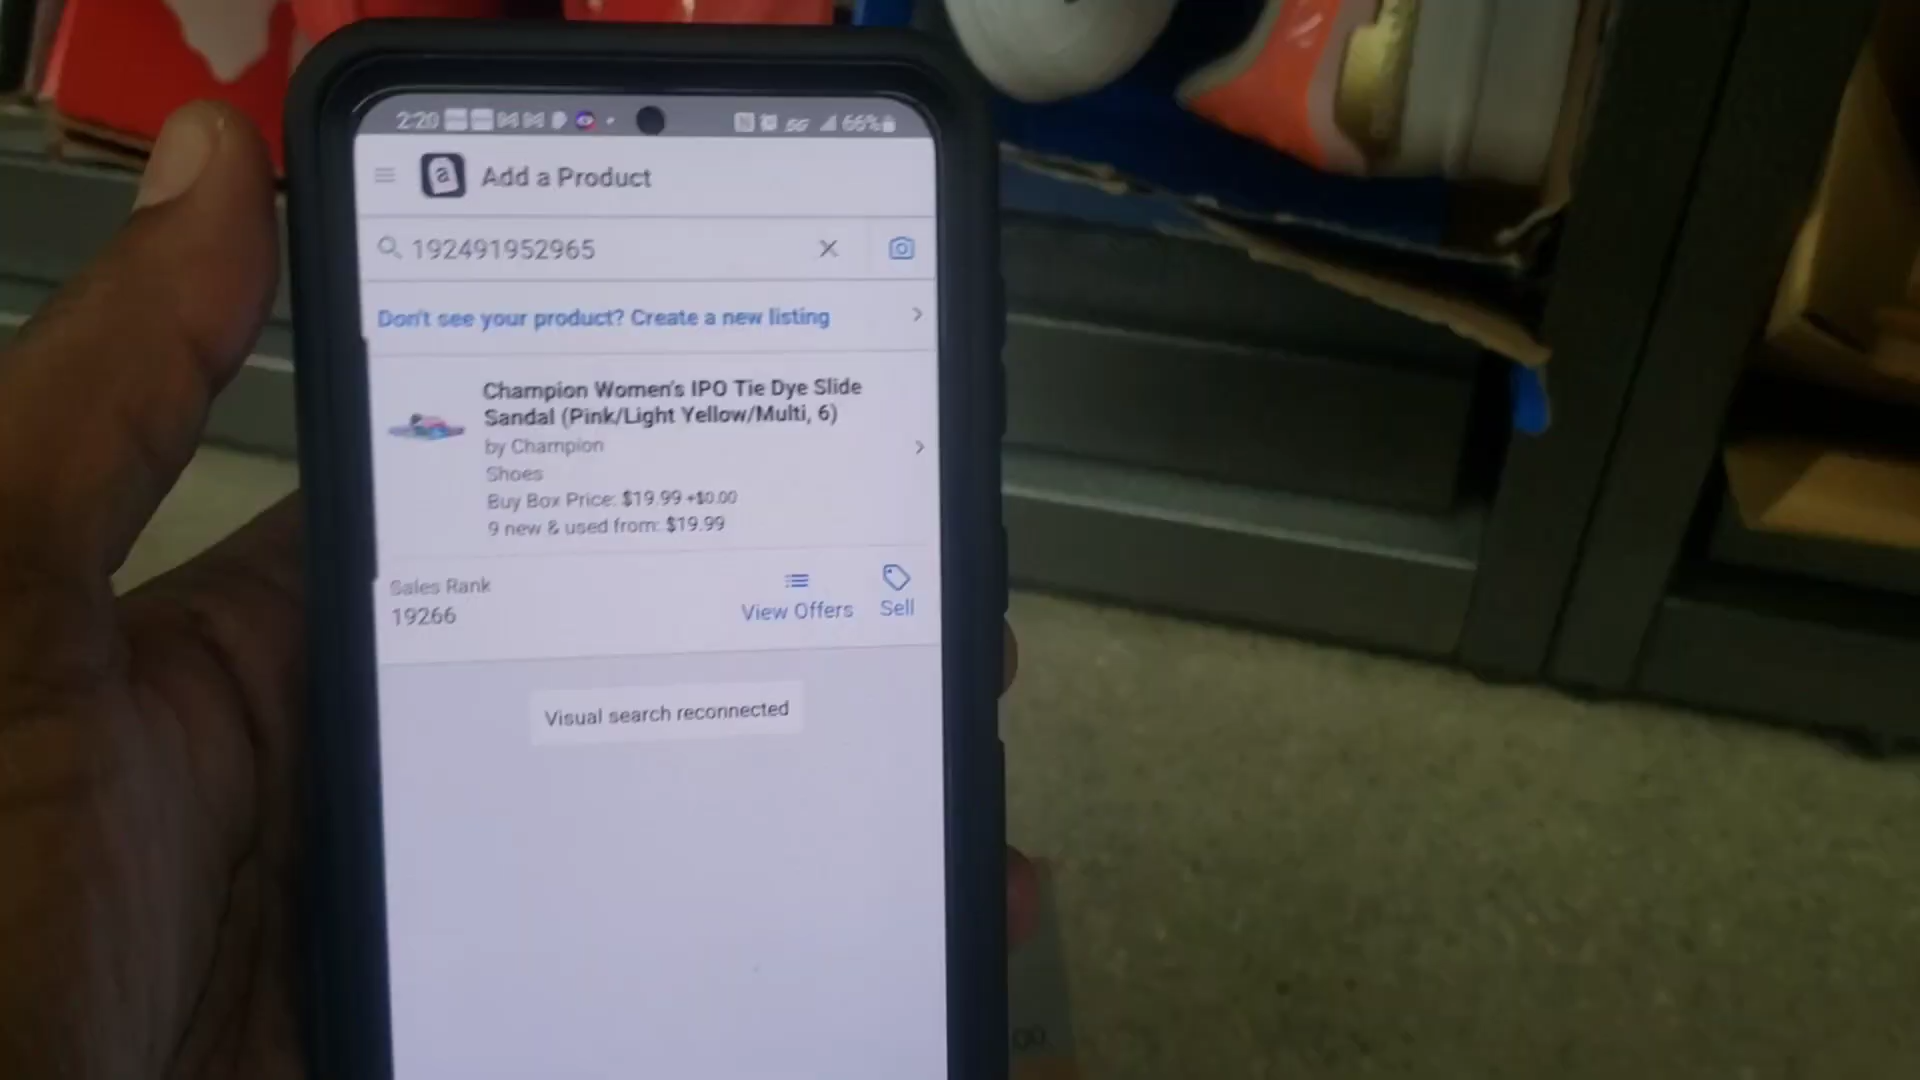 2:20
5G 66%
Add a Product
192491952965
Don't see your product? Create a new listing
Champion Women's IPO Tie Dye Slide
Sandal (Pink/Light Yellow/Multi, 6)
by Champion
Shoes
Buy Box Price: $19.99 +$0.00
9 new & used from: $19.99
Sales Rank
19266
View Offers
Sell
Visual search reconnected